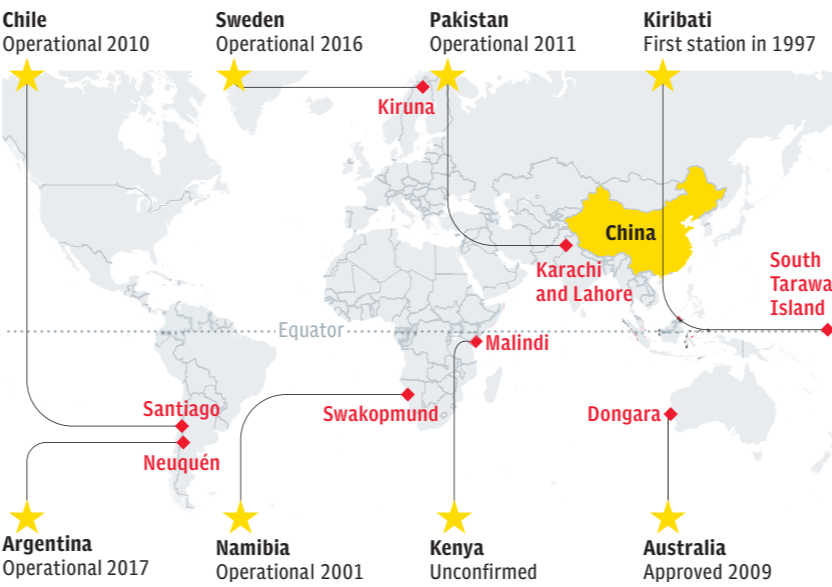 Chile
Operational 2010
Sweden
Operational 2016
Pakistan
Operational 2011
Kiribati
First station in 1997
Kiruna
China
Karachi
and Lahore
South
Tarawa
Island
Equator
Malindi
Santiago
Swakopmund
Dongara
Neuquén
Argentina
Operational 2017
Namibia
Operational 2001
Kenya
Unconfirmed
Australia
Approved 2009